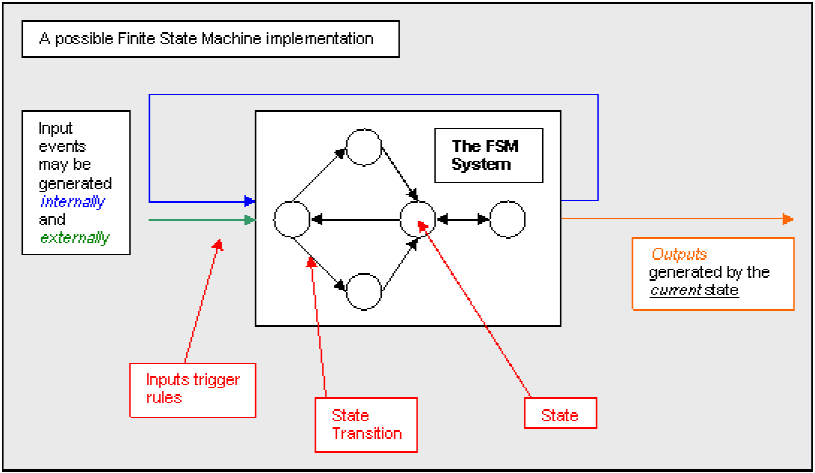 A possible Finite State Machine implementation
Input
events
may be
generated
internally
and
externally
The FSM
System
Outputs
generated by the
current state
Inputs trigger
rules
State
Transition
State